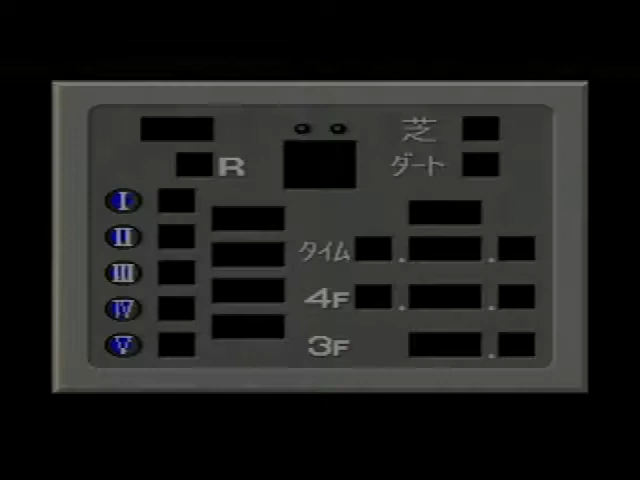 芝
R ダート
I
II
タイム . .
III
4F . .
IV
V 3F .